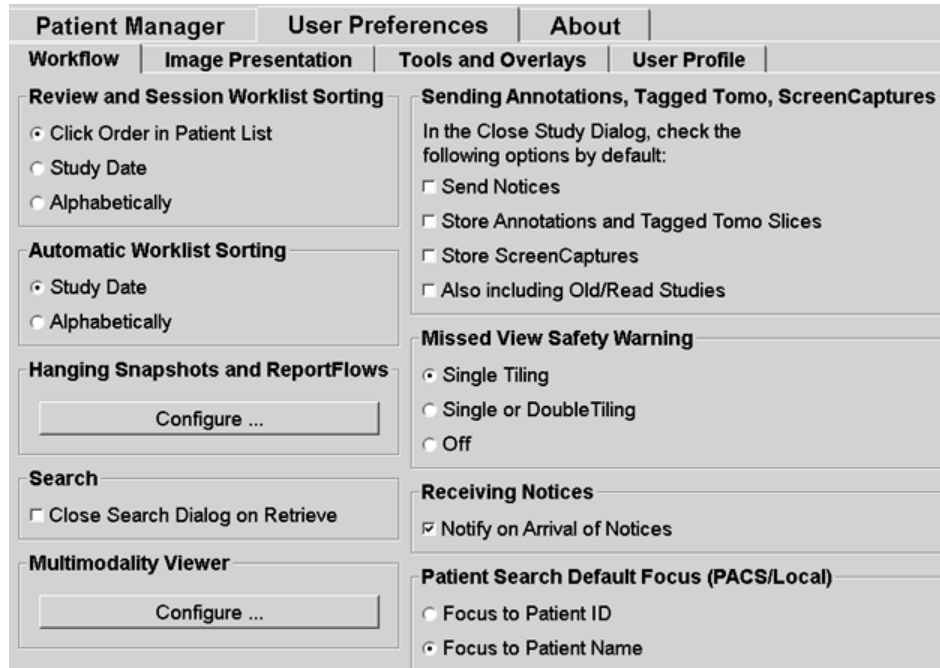 Patient Manager
User Preferences
About
Workflow
Image Presentation
Tools and Overlays
User Profile
Review and Session Worklist Sorting
Click Order in Patient List
Study Date
Alphabetically
Automatic Worklist Sorting
Study Date
Alphabetically
Hanging Snapshots and ReportFlows
Configure ...
Search
Close Search Dialog on Retrieve
Multimodality Viewer
Configure ...
Sending Annotations, Tagged Tomo, ScreenCaptures
In the Close Study Dialog, check the
following options by default:
Send Notices
Store Annotations and Tagged Tomo Slices
Store ScreenCaptures
Also including Old/Read Studies
Missed View Safety Warning
Single Tiling
Single or DoubleTiling
Off
Receiving Notices
Notify on Arrival of Notices
Patient Search Default Focus (PACS/Local)
Focus to Patient ID
Focus to Patient Name